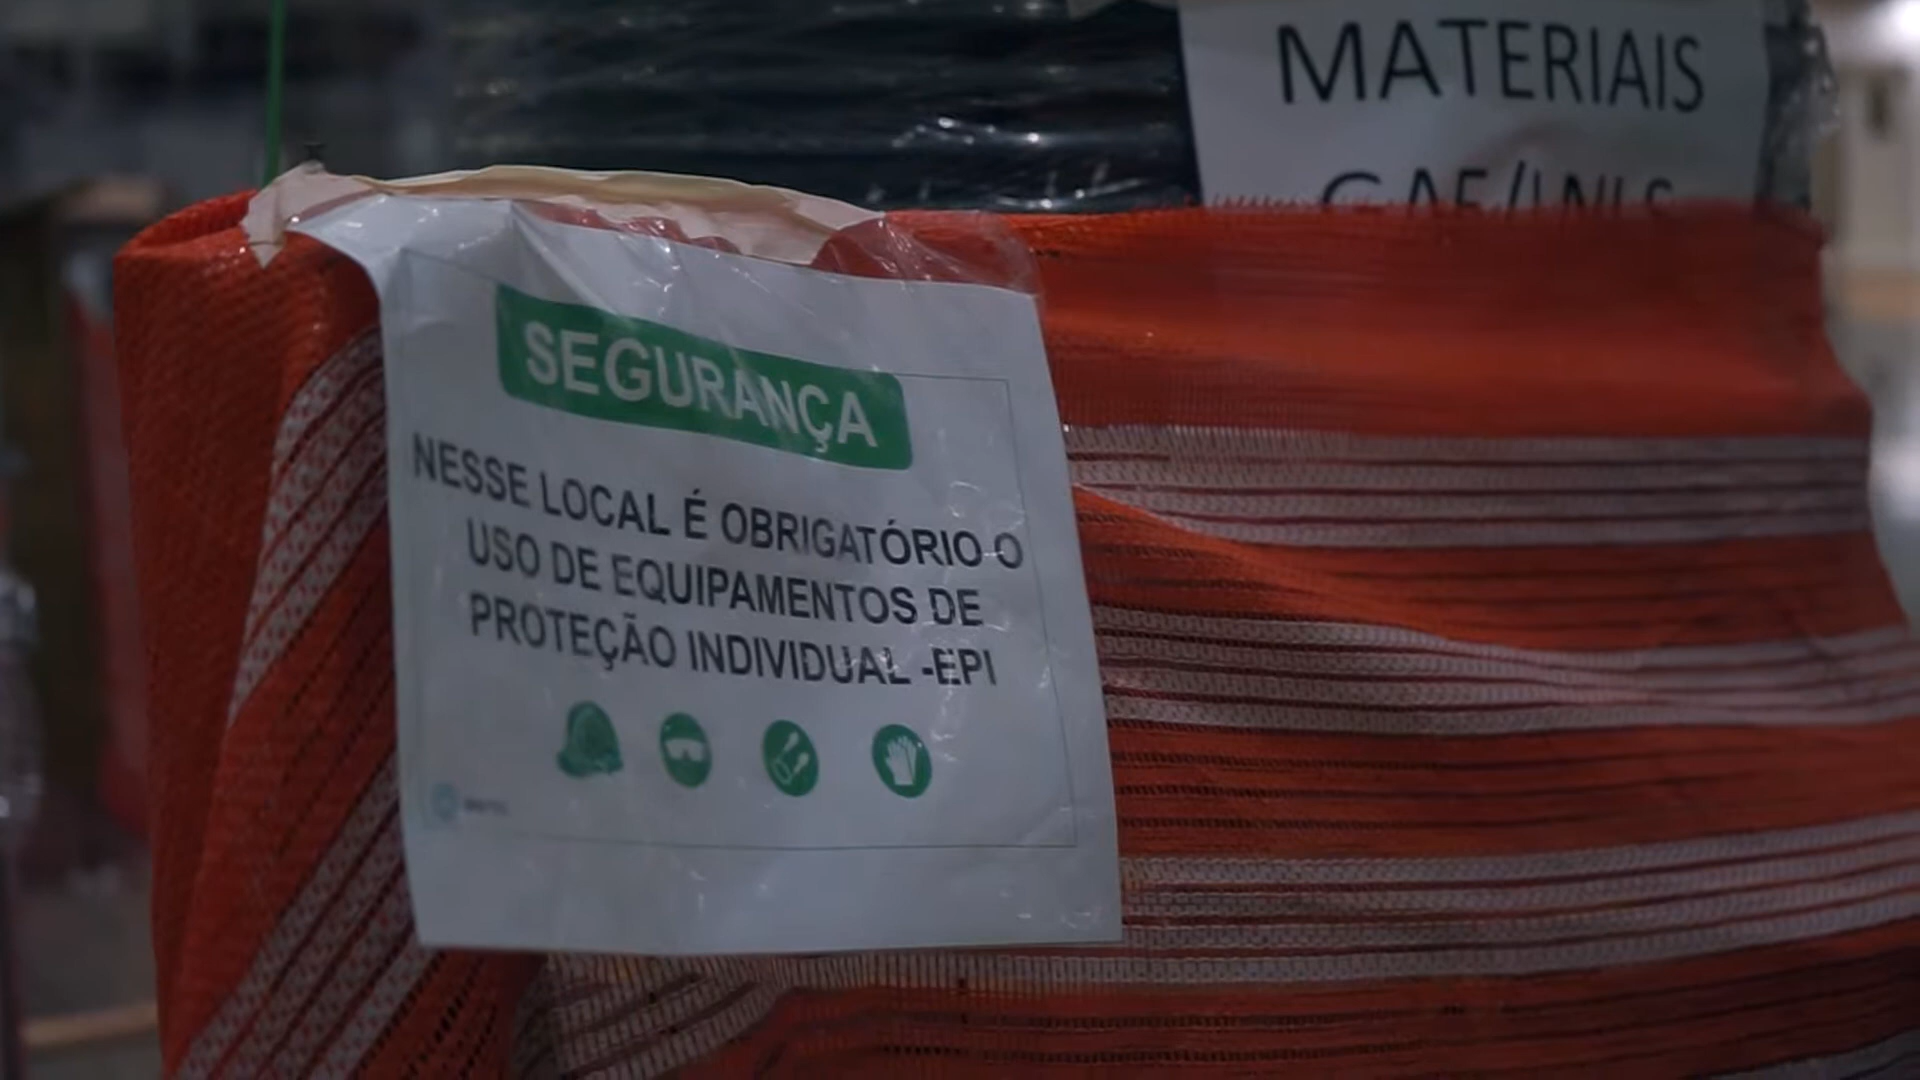 MATERIAIS
SEGURANÇA
NESSE LOCAL É OBRIGATÓRIO O
USO DE EQUIPAMENTOS DE
PROTEÇÃO INDIVIDUAL -EPI